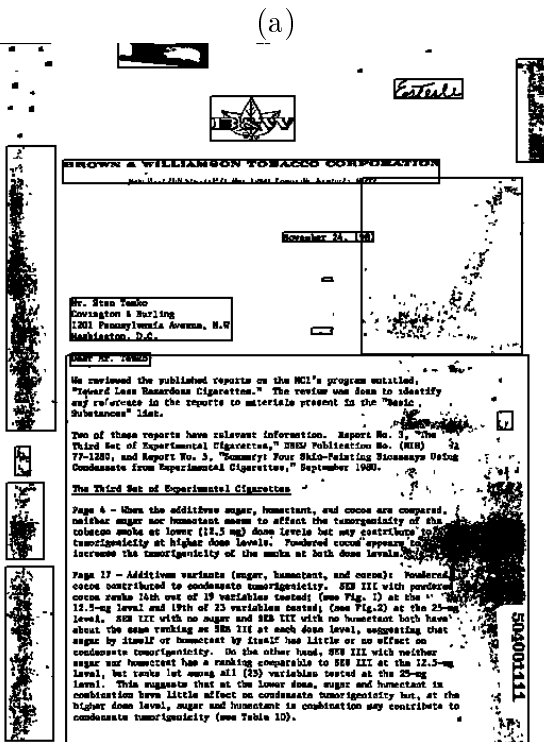 (a)
Esterle
B&W
BROWN & WILLIAMSON TOBACCO CORPORATION
November 24, 1981
Mr. Stan Temko
Covington & Burling
1201 Pennsylvania Avenue, N.W
Washington, D.C.
Dear Mr. Temko
We reviewed the published reports on the NCI's program entitled,
"Toward Less Hazardous Cigarettes." The review was done to identify
any reference in the reports to materials present in the "Basic
Substances" list.
Two of these reports have relevant information. Report No. 3, "The
Third Set of Experimental Cigarettes," DHEW Publication No. (NIH)
77-1280; and Report No. 5, "Summary: Four Skin-Painting Bioassays Using
Condensate from Experimental Cigarettes," September 1980.
The Third Set of Experimental Cigarettes
Page 4 - When the additives sugar, humectant, and cocoa are compared,
neither sugar nor humectant seems to affect the tumorgenicity of the
tobacco smoke at lower (12.5 mg) dose levels but may contribute to
tumorigenicity at higher dose levels. Powdered cocoa appears to
increase the tumorigenicity of the smoke at both dose levels.
Page 17 - Additives variants (sugar, humectant, and cocoa): Powdered
cocoa contributed to condensate tumorigenicity. SEB III with powdered
cocoa ranks 14th out of 19 variables tested; (see Fig. 1) at the
12.5-mg level and 19th of 23 variables tested; (see Fig.2) at the 25-mg
level. SEB III with no sugar and SEB III with no humectant both have
about the same ranking as SEB III at each dose level, suggesting that
sugar by itself or humectant by itself has little or no effect on
condensate tumorigenicity. On the other hand, SEB III with neither
sugar nor humectant has a ranking comparable to SEB III at the 12.5-mg
level, but ranks 1st among all (23) variables tested at the 25-mg
level. This suggests that at the lower dose, sugar and humectant in
combination have little affect on condensate tumorigenicity but, at the
higher dose level, sugar and humectant in combination may contribute to
condensate tumorigenicity (see Table 10).
504001111